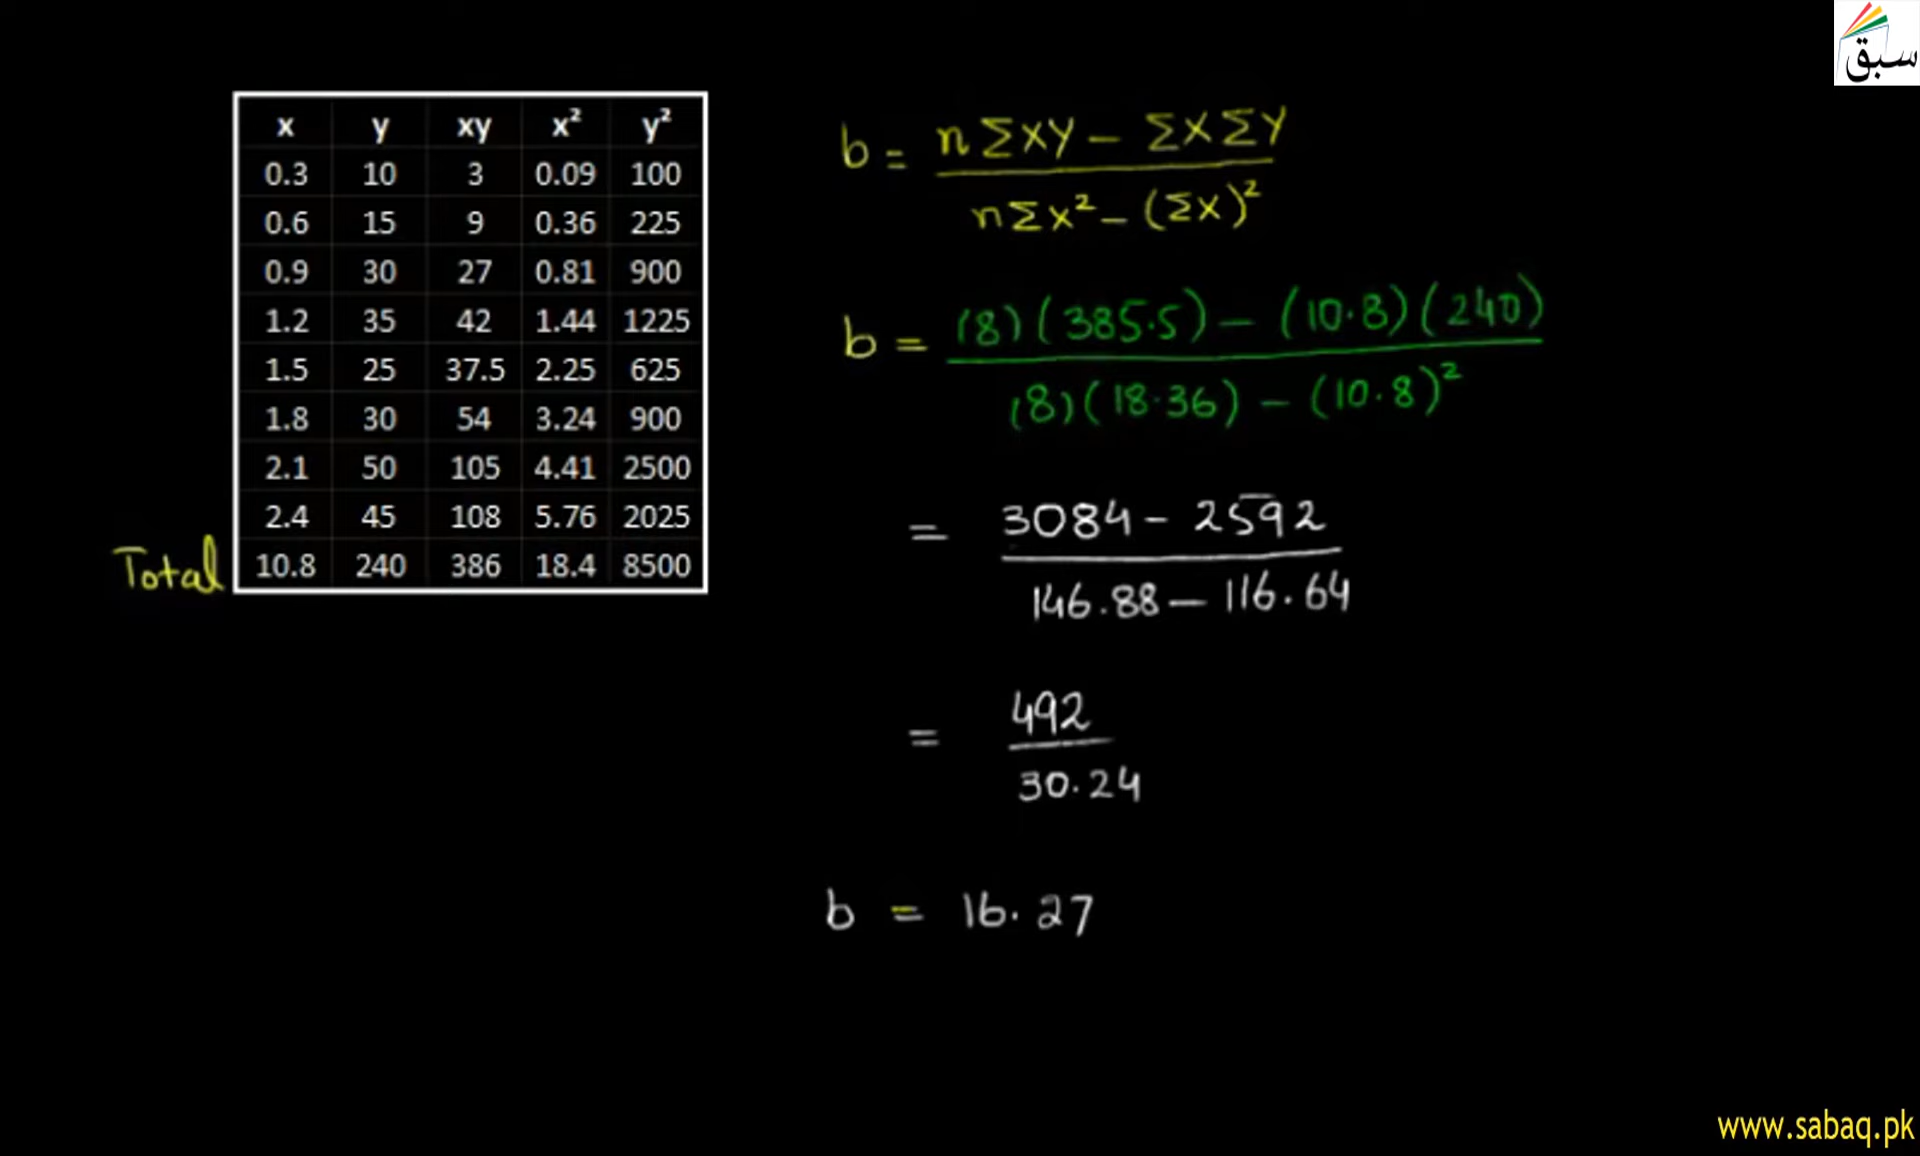 سبق
x y xy x² y²
0.3 10 3 0.09 100
0.6 15 9 0.36 225
0.9 30 27 0.81 900
1.2 35 42 1.44 1225
1.5 25 37.5 2.25 625
1.8 30 54 3.24 900
2.1 50 105 4.41 2500
2.4 45 108 5.76 2025
Total 10.8 240 386 18.4 8500
b = n ΣXY − ΣX ΣY
nΣX² − (ΣX)²
b = (8)(385.5) − (10.8)(240)
(8)(18.36) − (10.8)²
= 3084 − 2592
146.88 − 116.64
= 492
30.24
b = 16.27
www.sabaq.pk